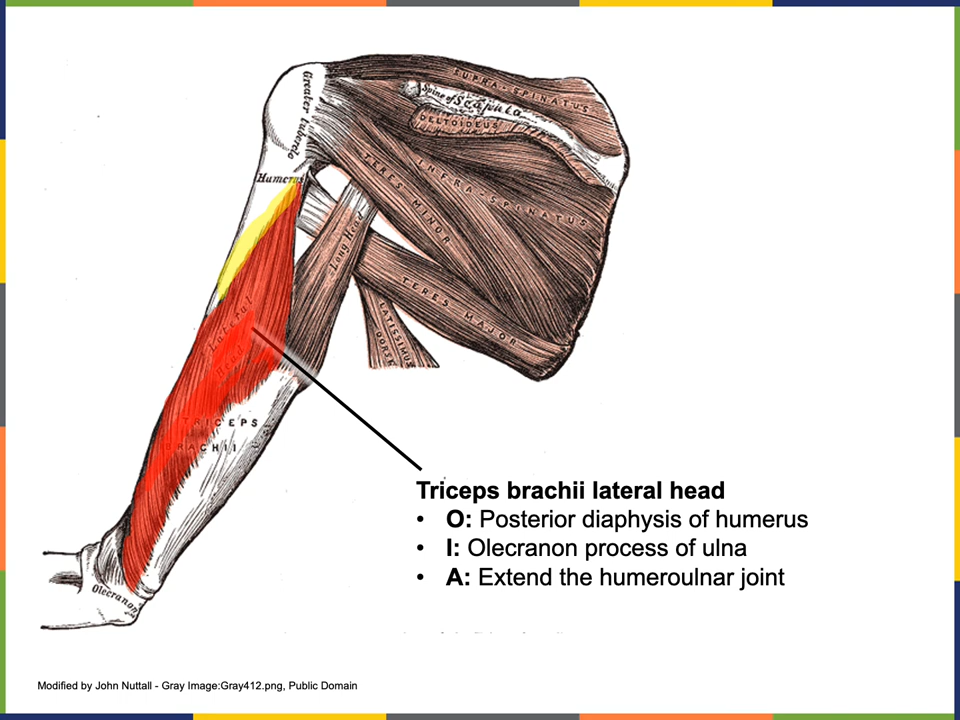 Greater tubercle
SUPRA-SPINATUS
Spine of Scapula
DELTOIDEUS
Humerus
TERES MINOR
INFRA-SPINATUS
Long Head
TERES MAJOR
LATISSIMUS
DORSI
Lateral
Head
TRICEPS
BRACHII
Olecranon
Triceps brachii lateral head
• O: Posterior diaphysis of humerus
• I: Olecranon process of ulna
• A: Extend the humeroulnar joint
Modified by John Nuttall - Gray Image:Gray412.png, Public Domain